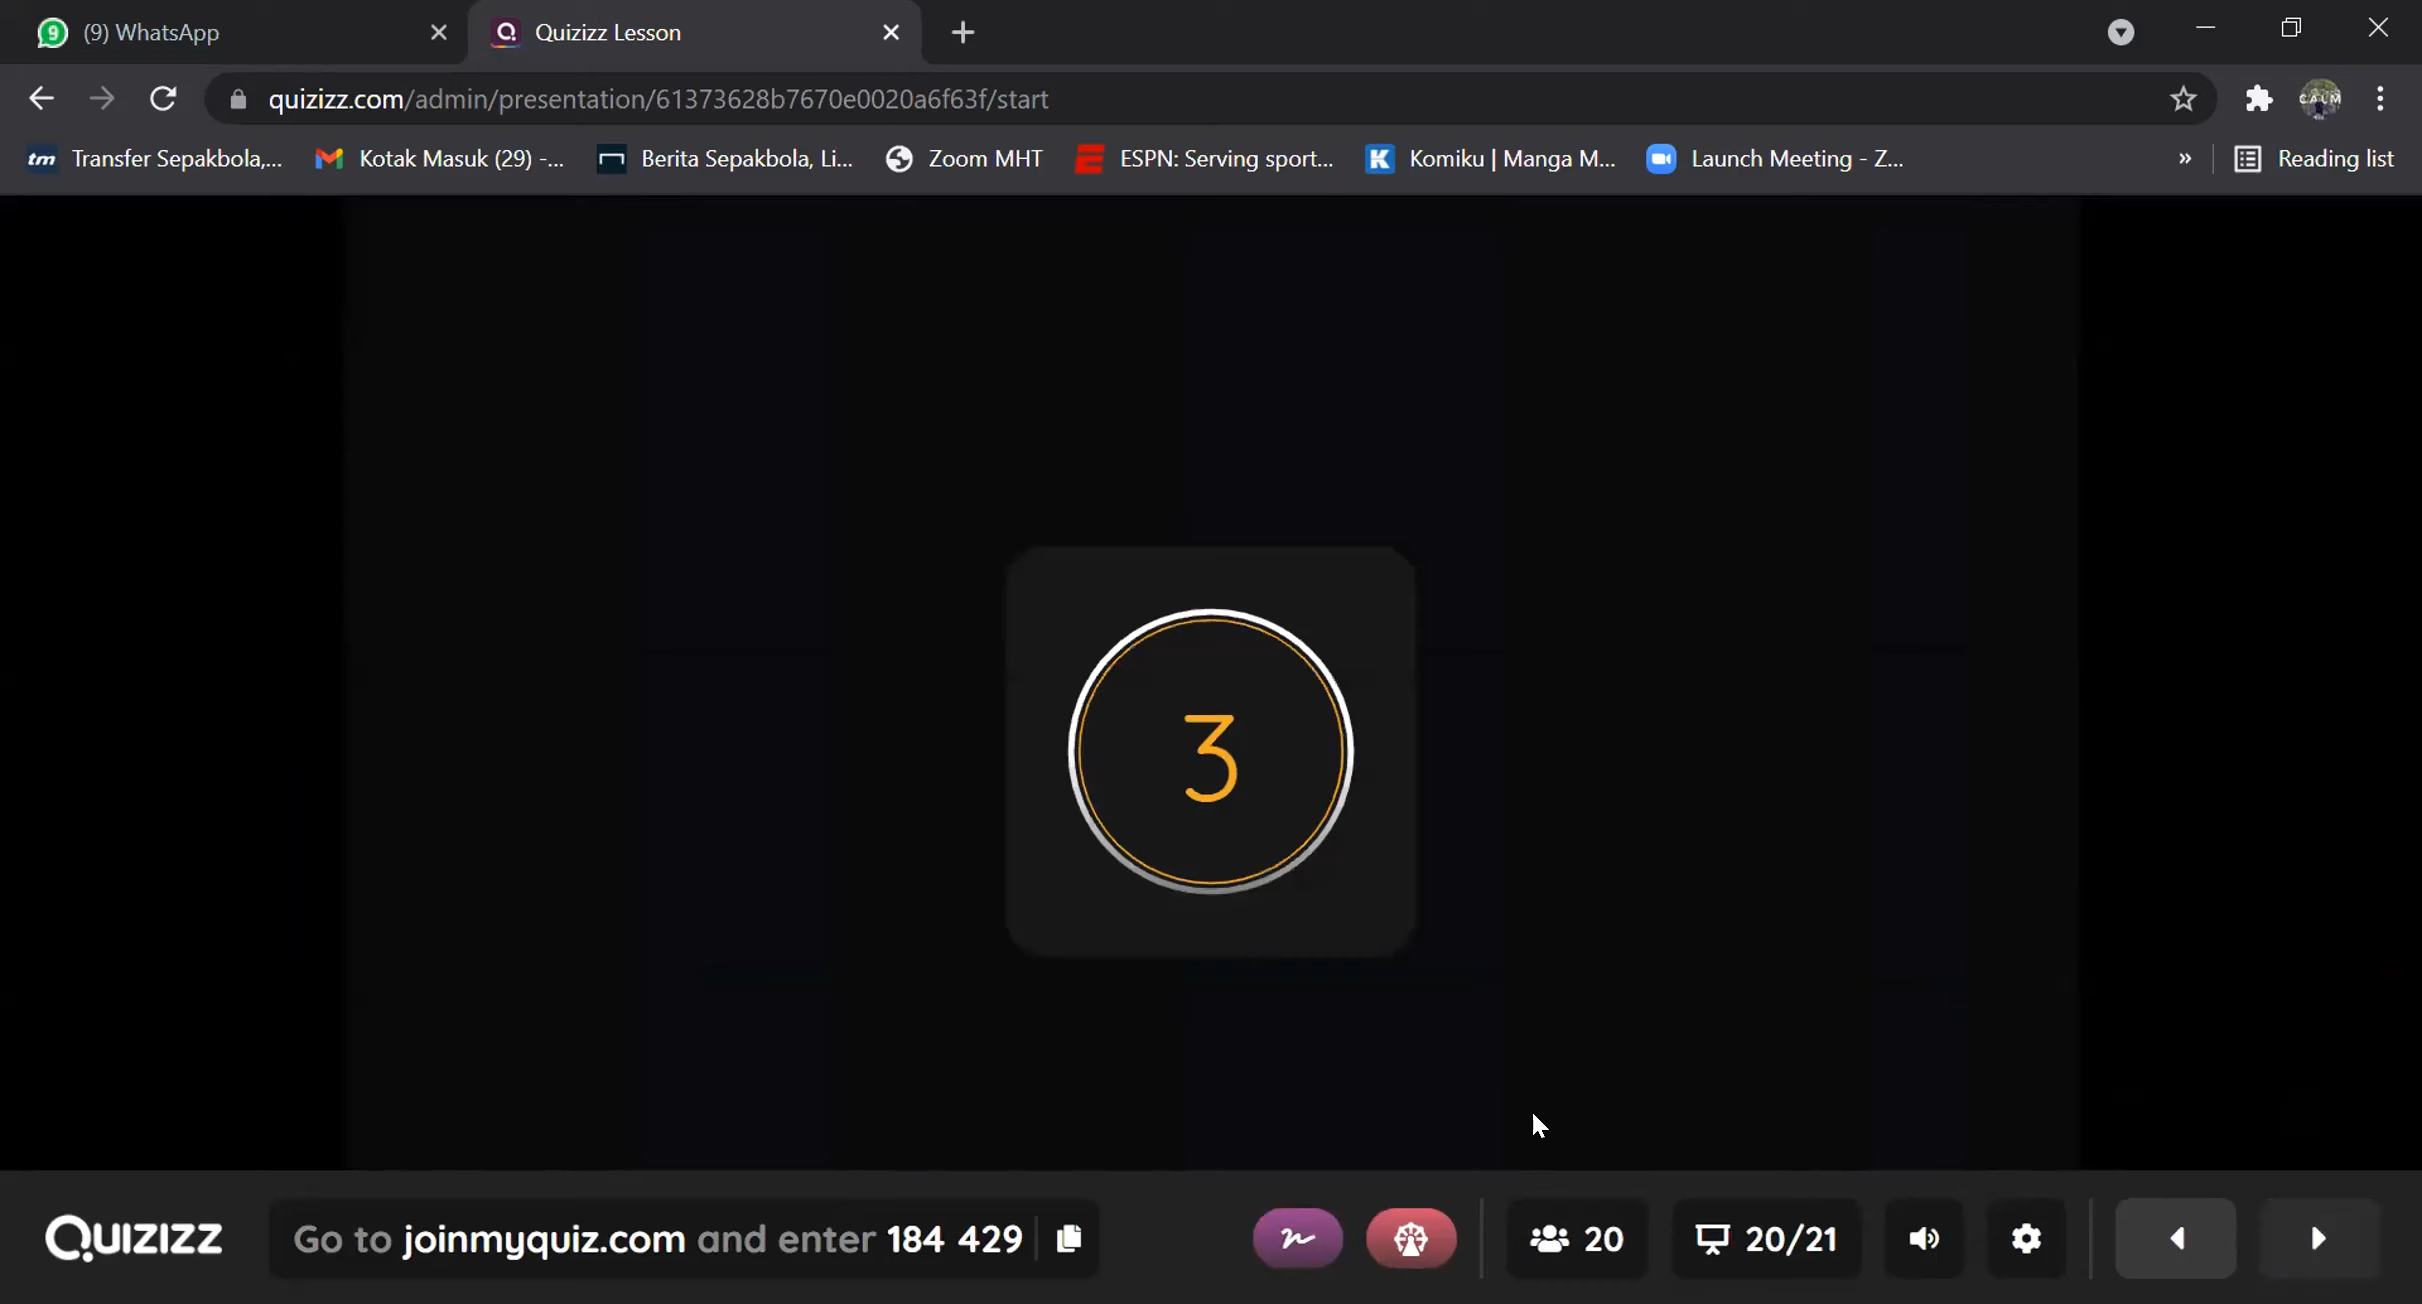 (9) WhatsApp
Quizizz Lesson
quizizz.com/admin/presentation/61373628b7670e0020a6f63f/start
tm Transfer Sepakbola,...
Kotak Masuk (29) -...
Berita Sepakbola, Li...
Zoom MHT
ESPN: Serving sport...
Komiku | Manga M...
Launch Meeting - Z...
»
Reading list
3
QUIZIZZ
Go to joinmyquiz.com and enter 184 429
20
20/21